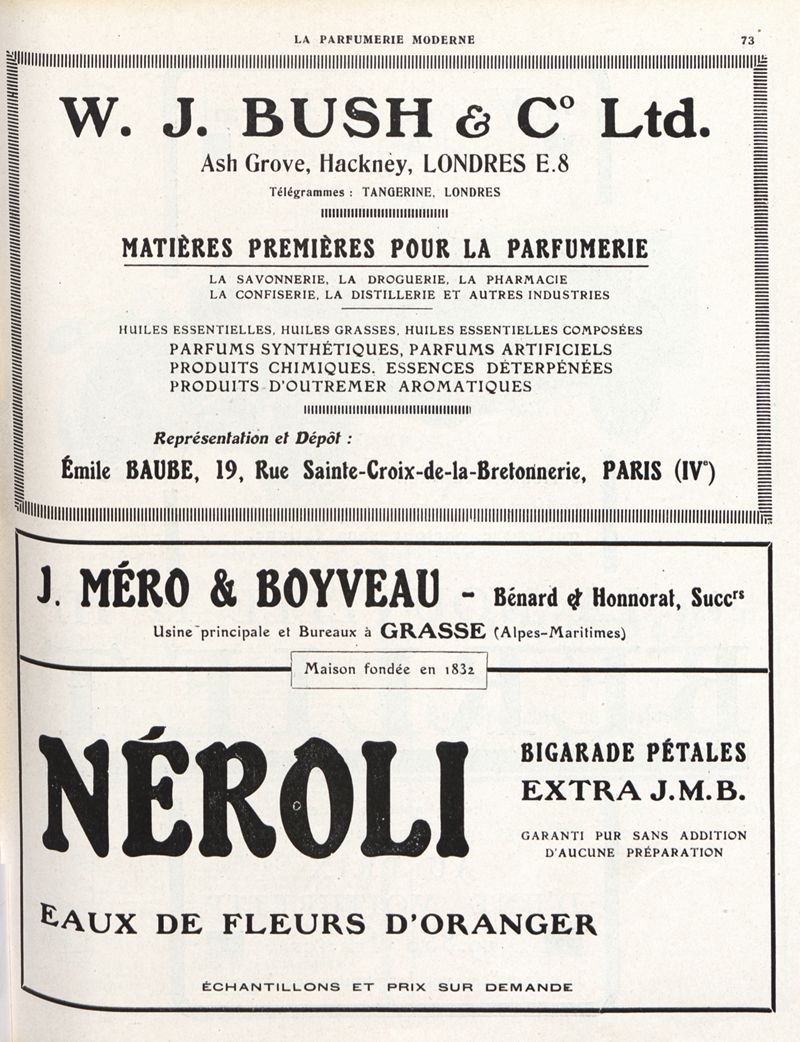 LA PARFUMERIE MODERNE
73
W. J. BUSH & Cº Ltd.
Ash Grove, Hackney, LONDRES E.8
Télégrammes : TANGERINE, LONDRES
MATIÈRES PREMIÈRES POUR LA PARFUMERIE
LA SAVONNERIE, LA DROGUERIE, LA PHARMACIE
LA CONFISERIE, LA DISTILLERIE ET AUTRES INDUSTRIES
HUILES ESSENTIELLES, HUILES GRASSES, HUILES ESSENTIELLES COMPOSÉES
PARFUMS SYNTHÉTIQUES, PARFUMS ARTIFICIELS
PRODUITS CHIMIQUES, ESSENCES DÉTERPÉNÉES
PRODUITS D'OUTREMER AROMATIQUES
Représentation et Dépôt :
Émile BAUBE, 19, Rue Sainte-Croix-de-la-Bretonnerie, PARIS (IVᵉ)
J. MÉRO & BOYVEAU - Bénard & Honnorat, Succʳˢ
Usine principale et Bureaux à GRASSE (Alpes-Maritimes)
Maison fondée en 1832
NÉROLI
BIGARADE PÉTALES
EXTRA J.M.B.
GARANTI PUR SANS ADDITION
D'AUCUNE PRÉPARATION
EAUX DE FLEURS D'ORANGER
ÉCHANTILLONS ET PRIX SUR DEMANDE